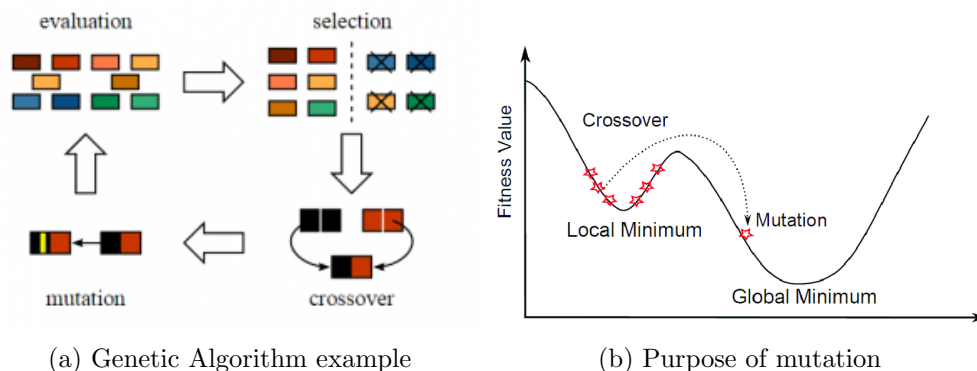 evaluation
selection
mutation
crossover
(a) Genetic Algorithm example
Fitness Value
Crossover
Local Minimum
Mutation
Global Minimum
(b) Purpose of mutation